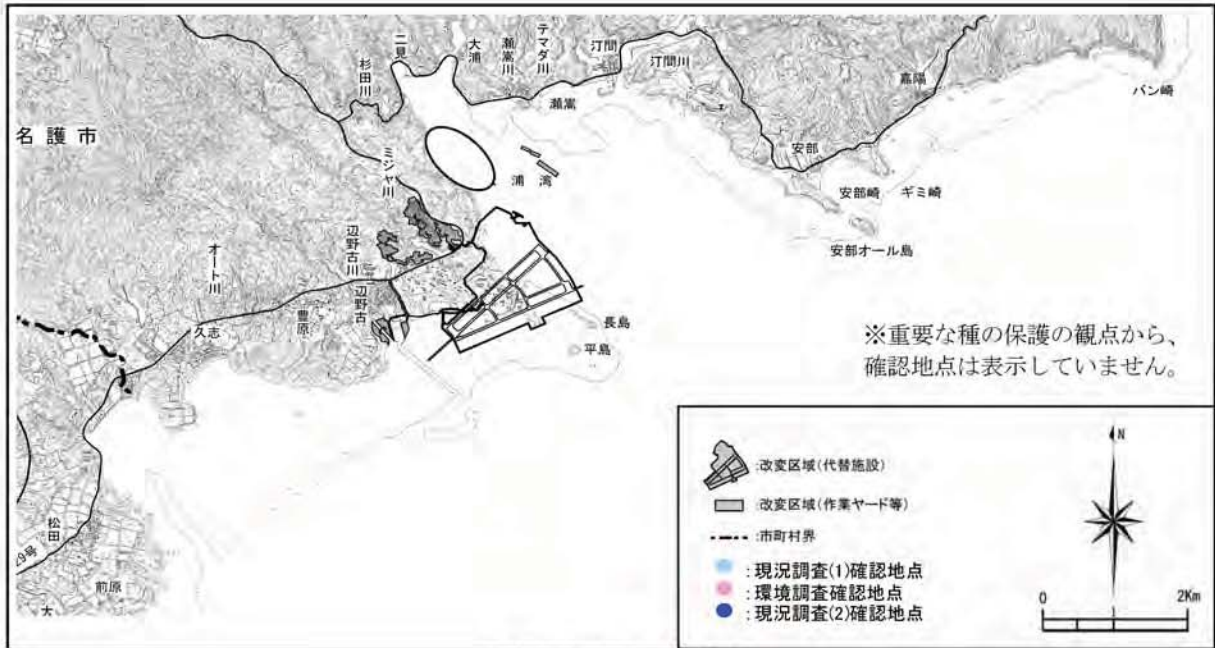 二見
大浦
瀬嵩川
テマダ川
汀間
汀間川
杉田川
瀬嵩
嘉陽
バン崎
名護市
安部
ミジャ川
浦湾
安部崎
ギミ崎
安部オール島
オート川
辺野古川
辺野古
豊原
久志
長島
平島
※重要な種の保護の観点から、
確認地点は表示していません。
松田
29号
前原
:改変区域(代替施設)
:改変区域(作業ヤード等)
:市町村界
:現況調査(1)確認地点
:環境調査確認地点
:現況調査(2)確認地点
N
0 2Km